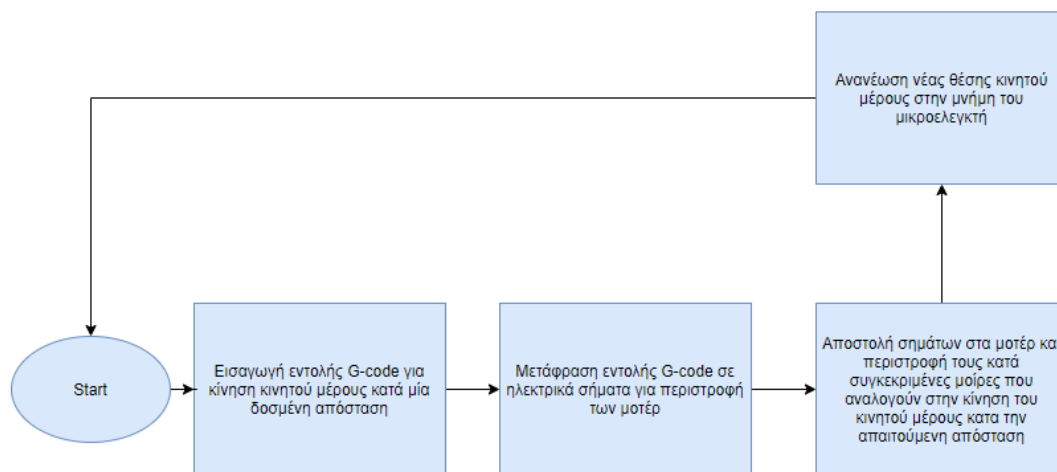 Ανανέωση νέας θέσης κινητού
μέρους στην μνήμη του
μικροελεγκτή
Start
Εισαγωγή εντολής G-code για
κίνηση κινητού μέρους κατά μία
δοσμένη απόσταση
Μετάφραση εντολής G-code σε
ηλεκτρικά σήματα για περιστροφή
των μοτέρ
Αποστολή σημάτων στα μοτέρ και
περιστροφή τους κατά
συγκεκριμένες μοίρες που
αναλογούν στην κίνηση του
κινητού μέρους κατα την
απαιτούμενη απόσταση